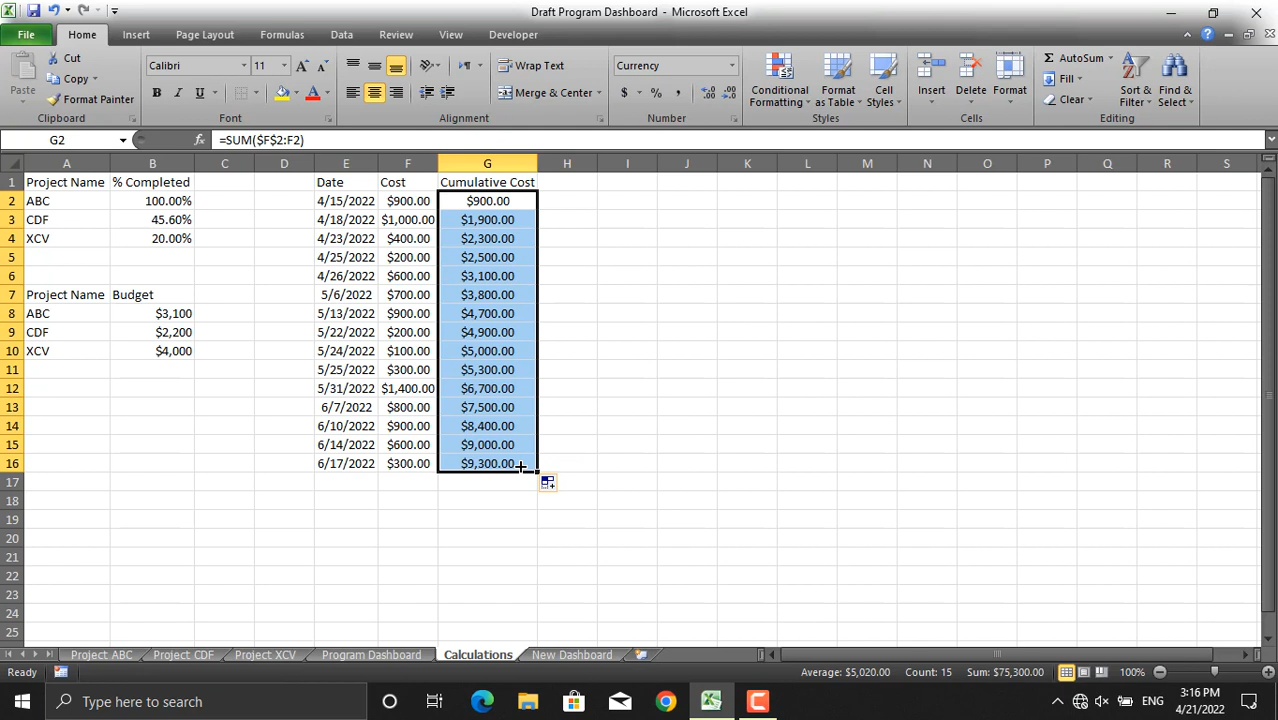 Draft Program Dashboard - Microsoft Excel
File Home Insert Page Layout Formulas Data Review View Developer
Paste
Cut
Copy
Format Painter
Clipboard
Calibri 11
B I U
Font
Wrap Text
Merge & Center
Alignment
Currency
$ % ,
Number
Conditional Formatting
Format as Table
Cell Styles
Styles
Insert
Delete
Format
Cells
Σ AutoSum
Fill
Clear
Sort & Filter
Find & Select
Editing
G2 fx =SUM($F$2:F2)
A B C D E F G H I J K L M N O P Q R S
1 Project Name % Completed Date Cost Cumulative Cost
2 ABC 100.00% 4/15/2022 $900.00 $900.00
3 CDF 45.60% 4/18/2022 $1,000.00 $1,900.00
4 XCV 20.00% 4/23/2022 $400.00 $2,300.00
5 4/25/2022 $200.00 $2,500.00
6 4/26/2022 $600.00 $3,100.00
7 Project Name Budget 5/6/2022 $700.00 $3,800.00
8 ABC $3,100 5/13/2022 $900.00 $4,700.00
9 CDF $2,200 5/22/2022 $200.00 $4,900.00
10 XCV $4,000 5/24/2022 $100.00 $5,000.00
11 5/25/2022 $300.00 $5,300.00
12 5/31/2022 $1,400.00 $6,700.00
13 6/7/2022 $800.00 $7,500.00
14 6/10/2022 $900.00 $8,400.00
15 6/14/2022 $600.00 $9,000.00
16 6/17/2022 $300.00 $9,300.00
17
18
19
20
21
22
23
24
25
Project ABC Project CDF Project XCV Program Dashboard Calculations New Dashboard
Ready Average: $5,020.00 Count: 15 Sum: $75,300.00 100%
Type here to search ENG 3:16 PM
4/21/2022